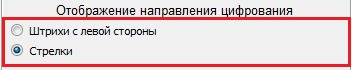 Отображение направления цифрования
Штрихи с левой стороны
Стрелки